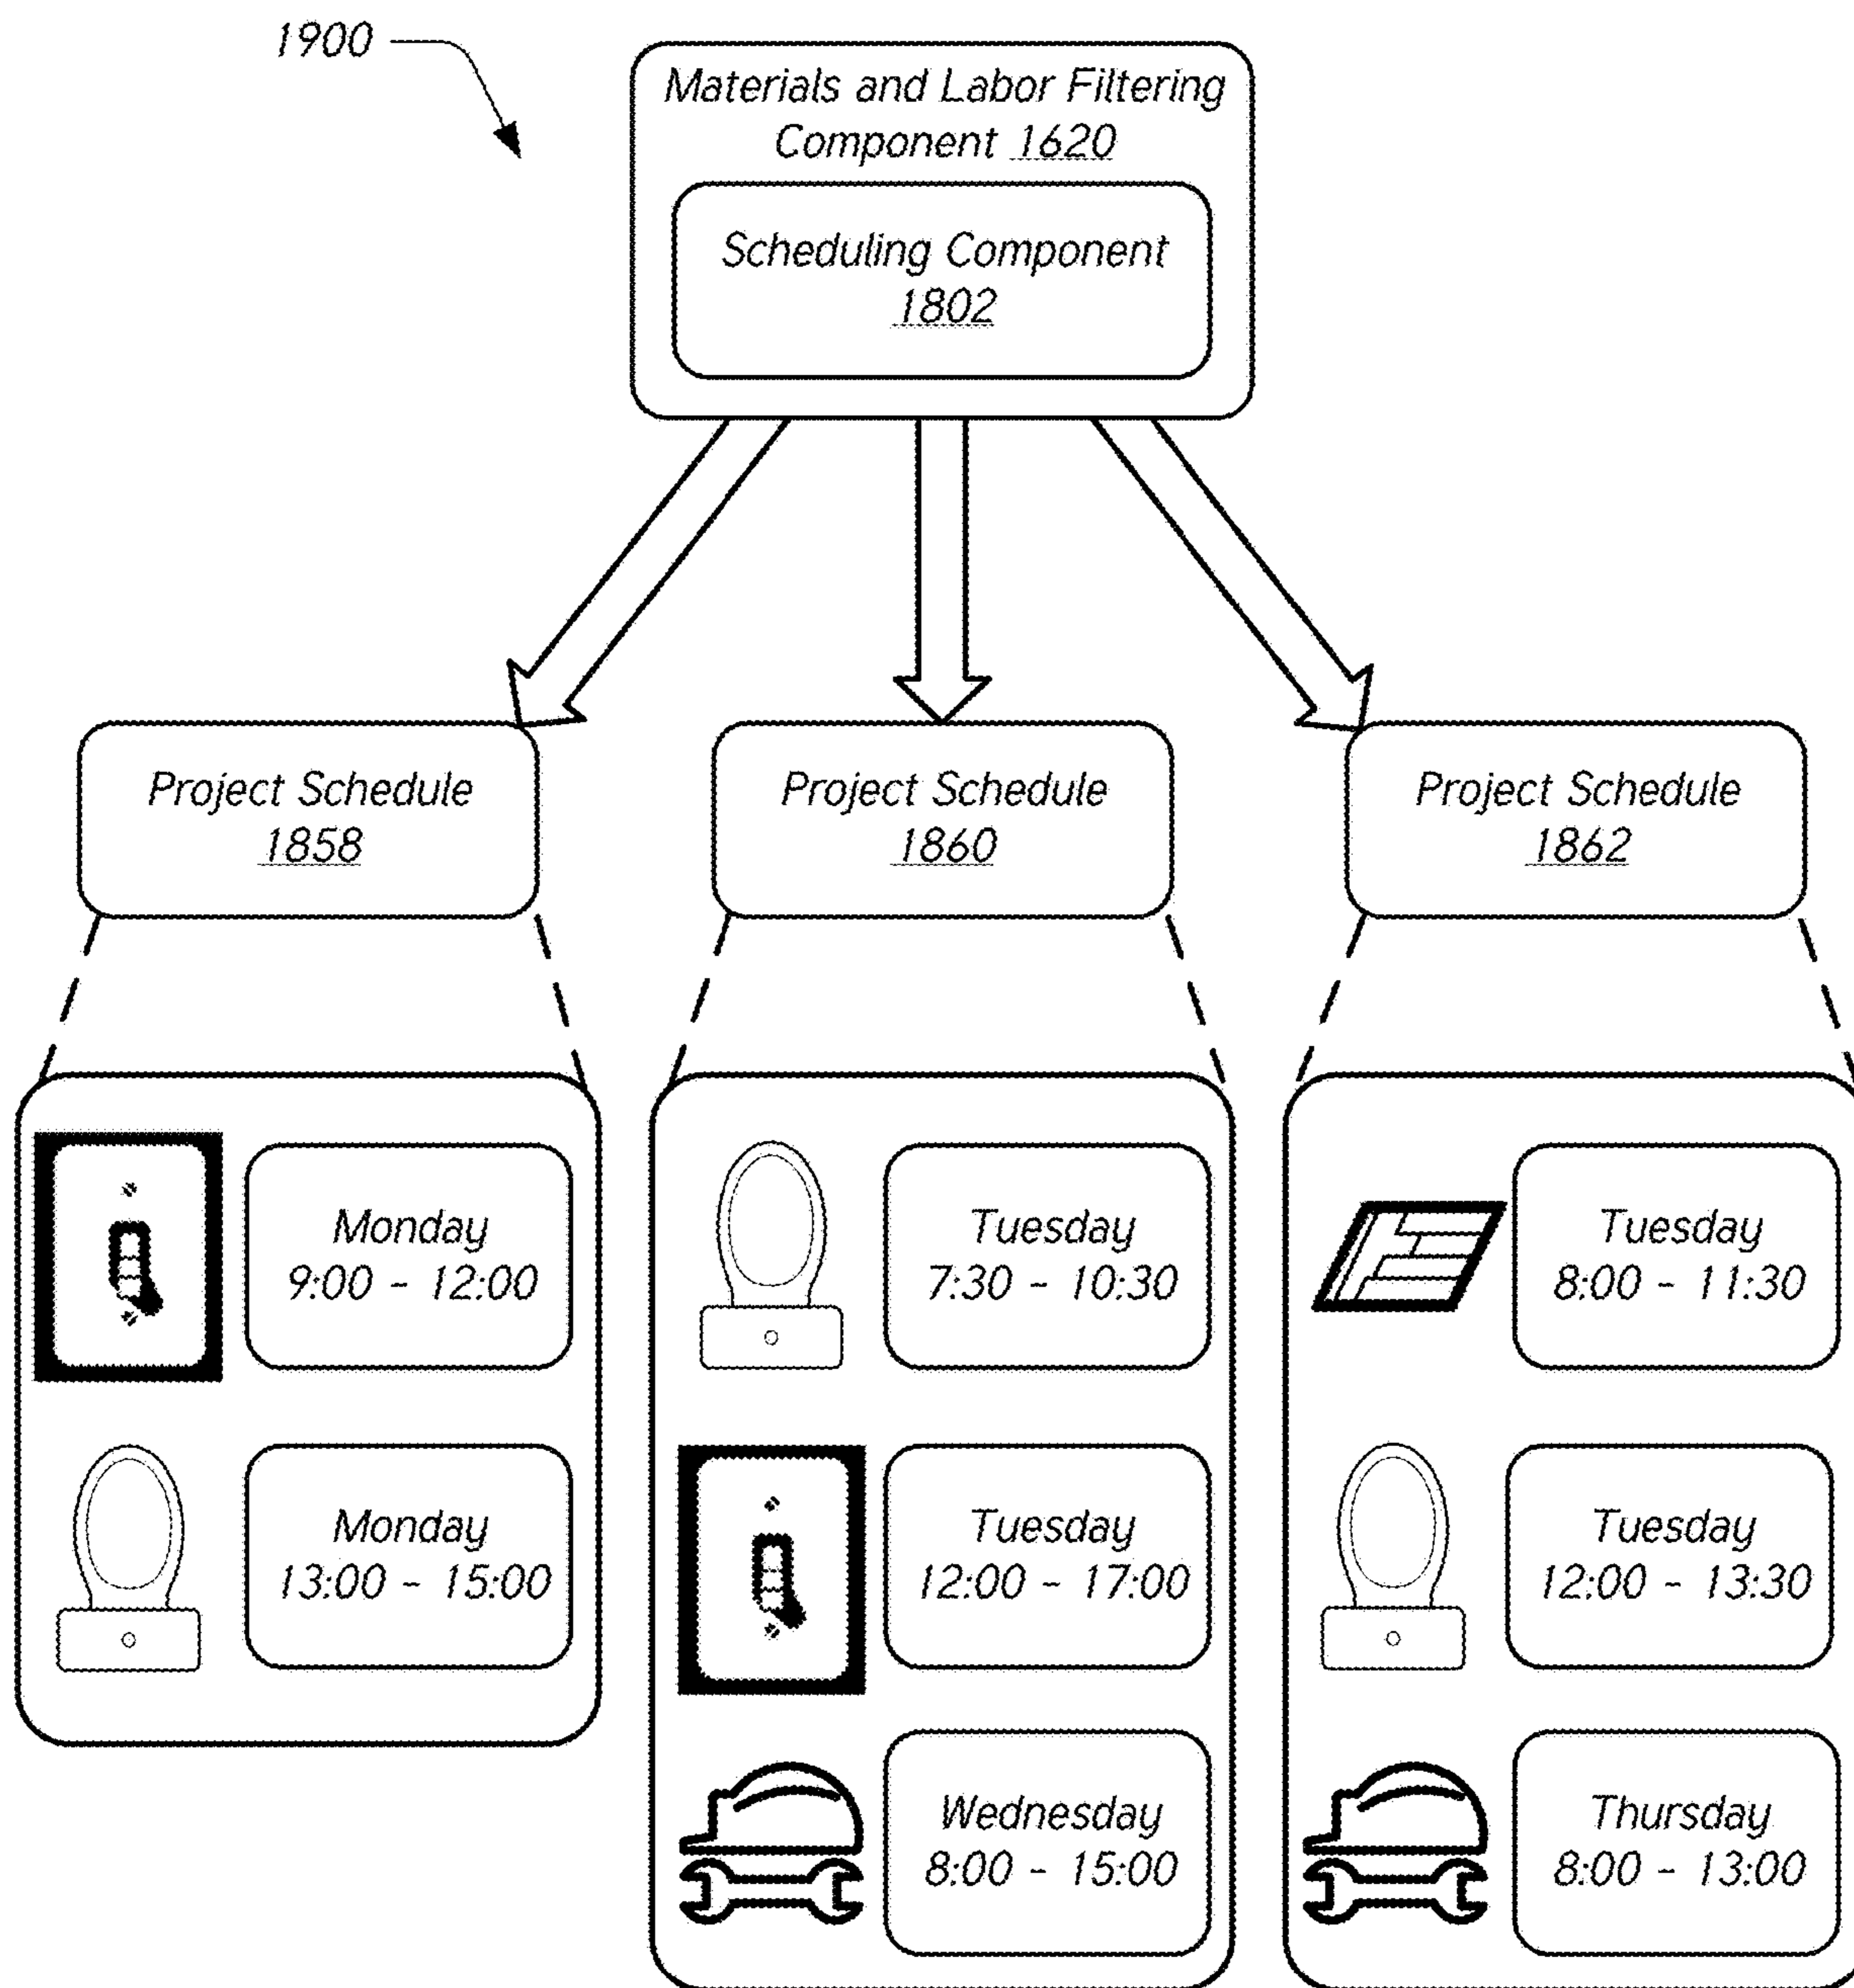 1900
Materials and Labor Filtering
Component 1620
Scheduling Component
1802
Project Schedule
1858
Project Schedule
1860
Project Schedule
1862
Monday
9:00 - 12:00
Monday
13:00 - 15:00
Tuesday
7:30 - 10:30
Tuesday
12:00 - 17:00
Wednesday
8:00 - 15:00
Tuesday
8:00 - 11:30
Tuesday
12:00 - 13:30
Thursday
8:00 - 13:00